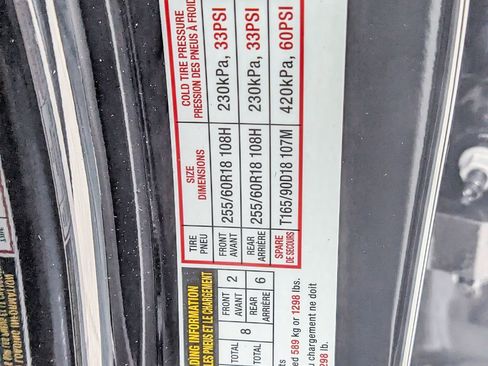 DING INFORMATION
LES PNEUS ET LE CHARGEMENT
TOTAL 8 FRONT AVANT 2 REAR ARRIÈRE 6
TOTAL
ed 589 kg or 1298 lbs.
u chargement ne doit
298 lb.
TIRE PNEU SIZE DIMENSIONS COLD TIRE PRESSURE PRESSION DES PNEUS À FROID
FRONT AVANT 255/60R18 108H 230kPa, 33PSI
REAR ARRIÈRE 255/60R18 108H 230kPa, 33PSI
SPARE DE SECOURS T165/90D18 107M 420kPa, 60PSI